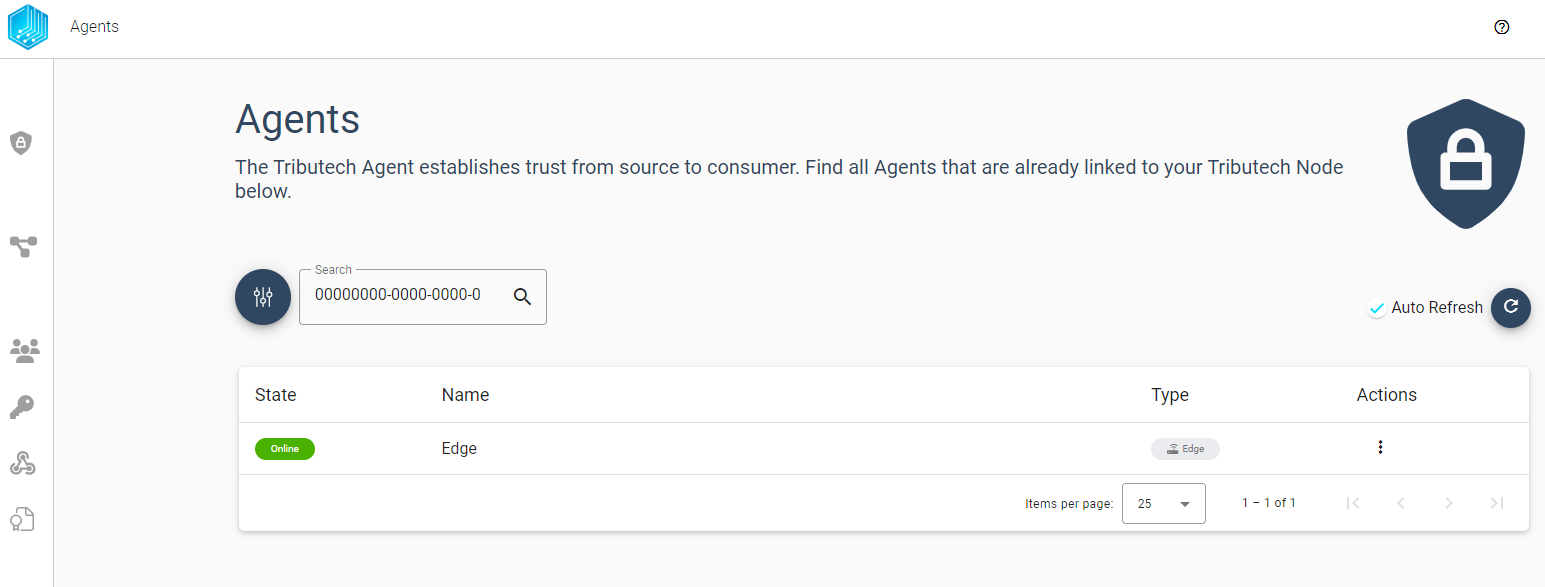 Agents
Agents
The Tributech Agent establishes trust from source to consumer. Find all Agents that are already linked to your Tributech Node
below.
Search
00000000-0000-0000-0
Auto Refresh
State Name Type Actions
Online Edge Edge
Items per page: 25 1 – 1 of 1